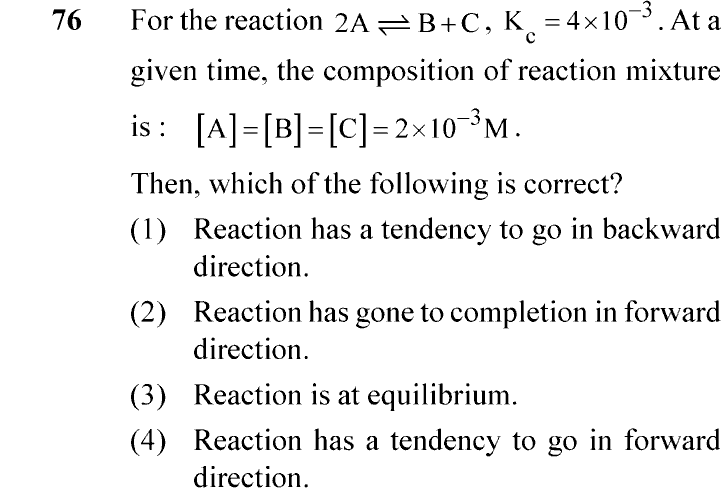 76 For the reaction 2A ⇌ B+C, K_c = 4×10⁻³. At a
given time, the composition of reaction mixture
is : [A]=[B]=[C]=2×10⁻³M.
Then, which of the following is correct?
(1) Reaction has a tendency to go in backward
direction.
(2) Reaction has gone to completion in forward
direction.
(3) Reaction is at equilibrium.
(4) Reaction has a tendency to go in forward
direction.